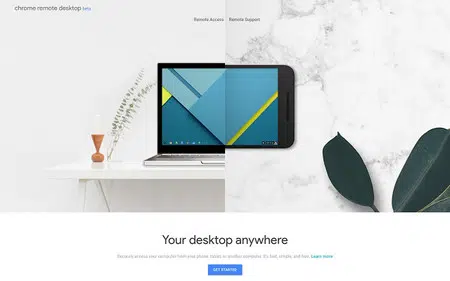 chrome remote desktop beta
Remote Access Remote Support
Your desktop anywhere
Securely access your computer from your phone, tablet, or another computer. It's fast, simple, and free. Learn more
GET STARTED